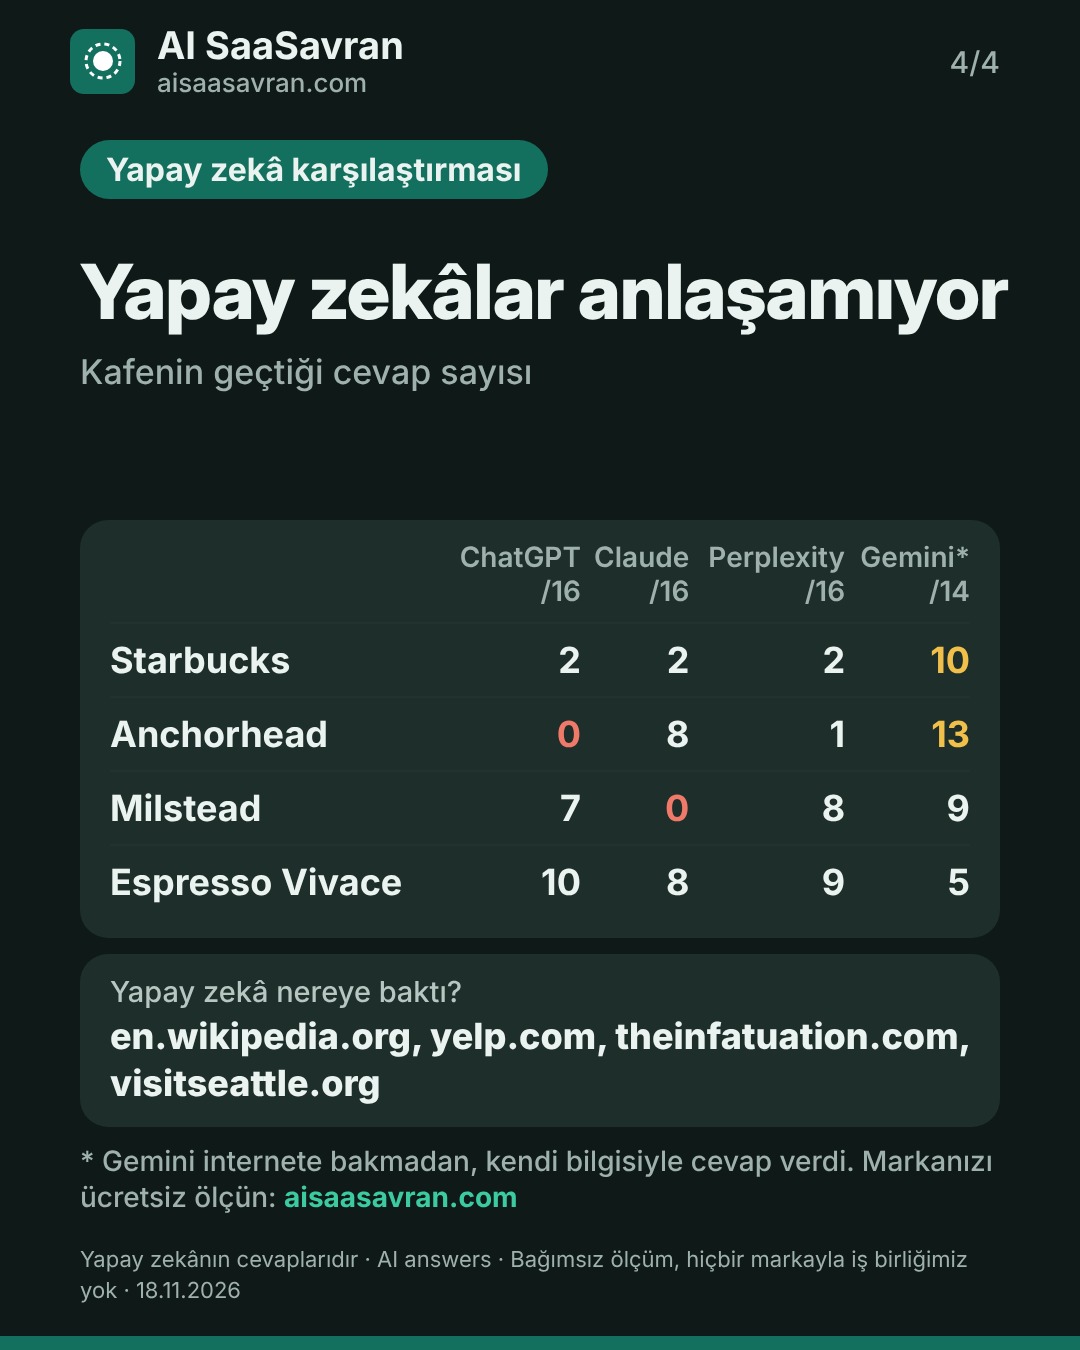 AI SaaSavran
aisaasavran.com
4/4
Yapay zekâ karşılaştırması
Yapay zekâlar anlaşamıyor
Kafenin geçtiği cevap sayısı
ChatGPT Claude Perplexity Gemini*
/16 /16 /16 /14
Starbucks 2 2 2 10
Anchorhead 0 8 1 13
Milstead 7 0 8 9
Espresso Vivace 10 8 9 5
Yapay zekâ nereye baktı?
en.wikipedia.org, yelp.com, theinfatuation.com,
visitseattle.org
* Gemini internete bakmadan, kendi bilgisiyle cevap verdi. Markanızı
ücretsiz ölçün: aisaasavran.com
Yapay zekânın cevaplarıdır · AI answers · Bağımsız ölçüm, hiçbir markayla iş birliğimiz
yok · 18.11.2026